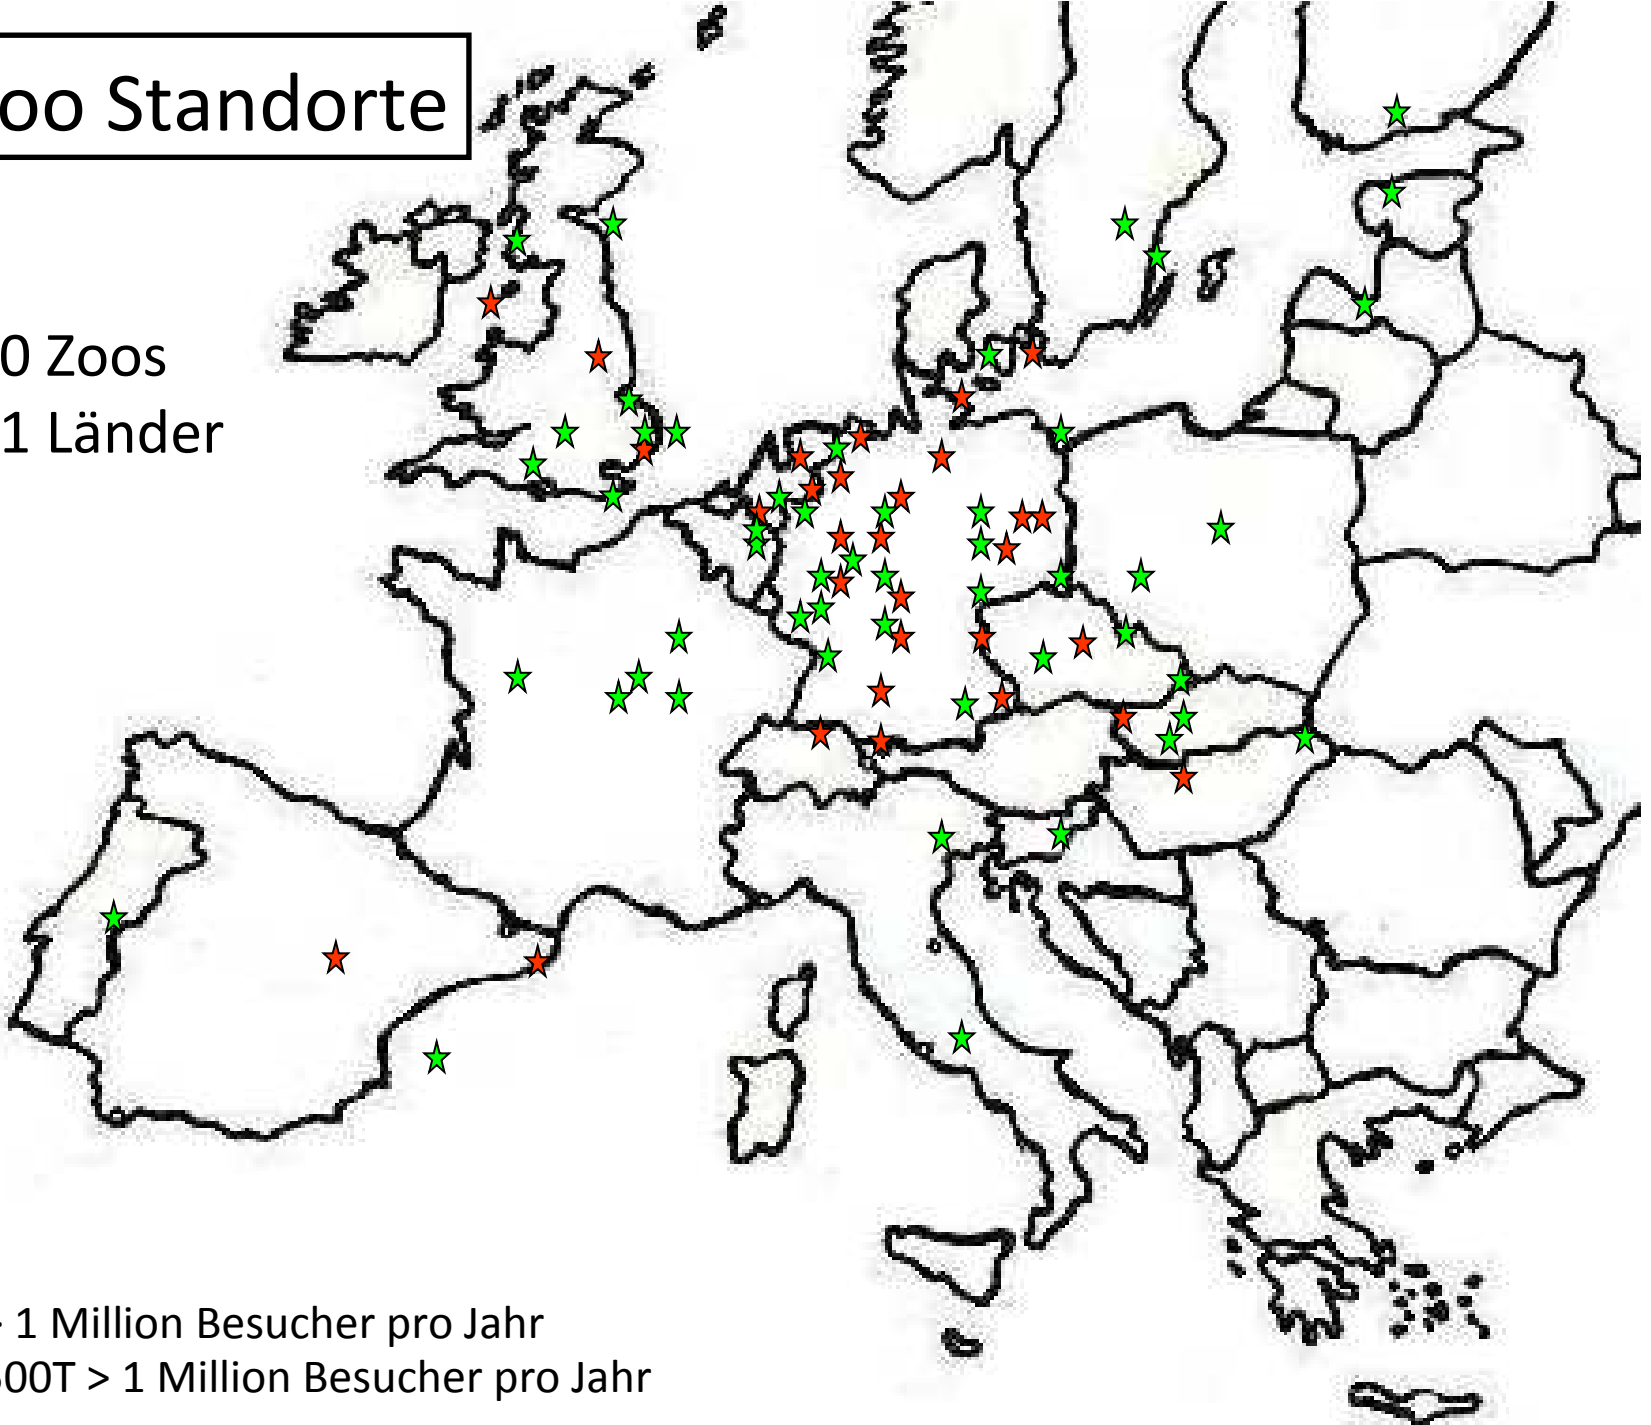 oo Standorte
0 Zoos
1 Länder
1 Million Besucher pro Jahr
00T > 1 Million Besucher pro Jahr